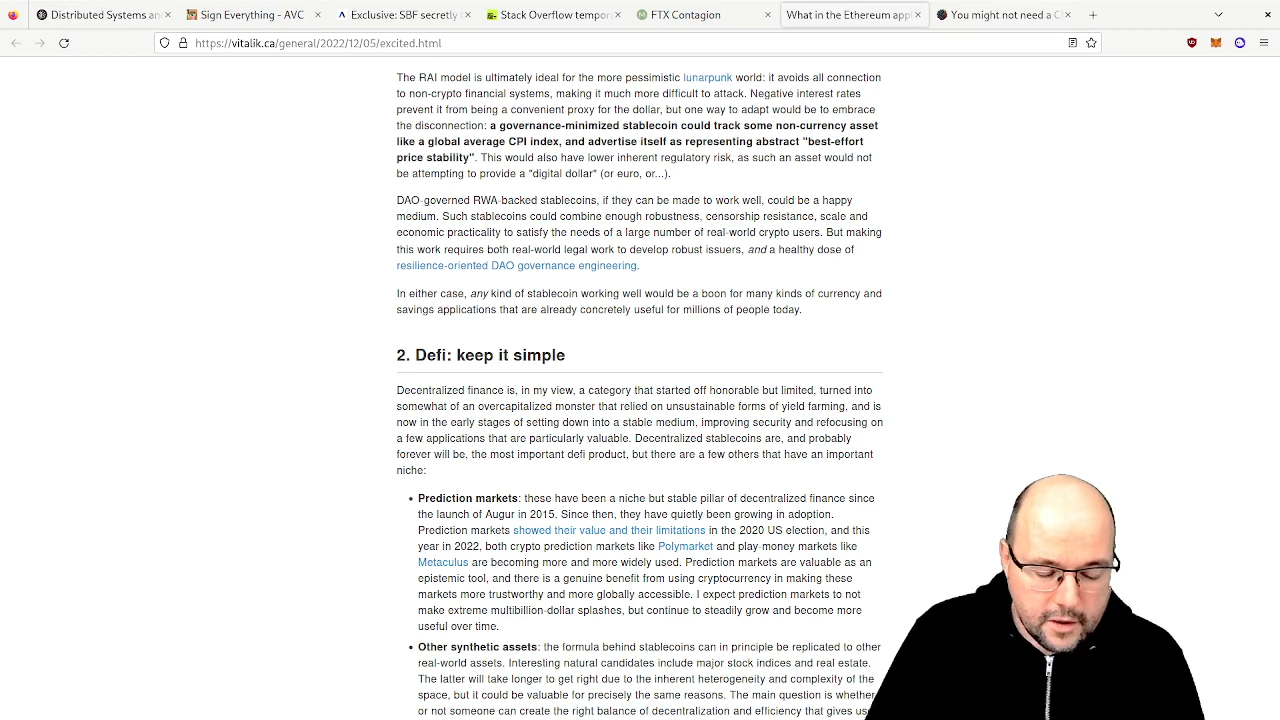 Distributed Systems an
Sign Everything - AVC
Exclusive: SBF secretly
Stack Overflow tempor
FTX Contagion
What in the Ethereum app
You might not need a C
https://vitalik.ca/general/2022/12/05/excited.html
The RAI model is ultimately ideal for the more pessimistic lunarpunk world: it avoids all connection
to non-crypto financial systems, making it much more difficult to attack. Negative interest rates
prevent it from being a convenient proxy for the dollar, but one way to adapt would be to embrace
the disconnection: a governance-minimized stablecoin could track some non-currency asset
like a global average CPI index, and advertise itself as representing abstract "best-effort
price stability". This would also have lower inherent regulatory risk, as such an asset would not
be attempting to provide a "digital dollar" (or euro, or...).
DAO-governed RWA-backed stablecoins, if they can be made to work well, could be a happy
medium. Such stablecoins could combine enough robustness, censorship resistance, scale and
economic practicality to satisfy the needs of a large number of real-world crypto users. But making
this work requires both real-world legal work to develop robust issuers, and a healthy dose of
resilience-oriented DAO governance engineering.
In either case, any kind of stablecoin working well would be a boon for many kinds of currency and
savings applications that are already concretely useful for millions of people today.
2. Defi: keep it simple
Decentralized finance is, in my view, a category that started off honorable but limited, turned into
somewhat of an overcapitalized monster that relied on unsustainable forms of yield farming, and is
now in the early stages of setting down into a stable medium, improving security and refocusing on
a few applications that are particularly valuable. Decentralized stablecoins are, and probably
forever will be, the most important defi product, but there are a few others that have an important
niche:
• Prediction markets: these have been a niche but stable pillar of decentralized finance since
the launch of Augur in 2015. Since then, they have quietly been growing in adoption.
Prediction markets showed their value and their limitations in the 2020 US election, and this
year in 2022, both crypto prediction markets like Polymarket and play-money markets like
Metaculus are becoming more and more widely used. Prediction markets are valuable as an
epistemic tool, and there is a genuine benefit from using cryptocurrency in making these
markets more trustworthy and more globally accessible. I expect prediction markets to not
make extreme multibillion-dollar splashes, but continue to steadily grow and become more
useful over time.
• Other synthetic assets: the formula behind stablecoins can in principle be replicated to other
real-world assets. Interesting natural candidates include major stock indices and real estate.
The latter will take longer to get right due to the inherent heterogeneity and complexity of the
space, but it could be valuable for precisely the same reasons. The main question is whether
or not someone can create the right balance of decentralization and efficiency that gives